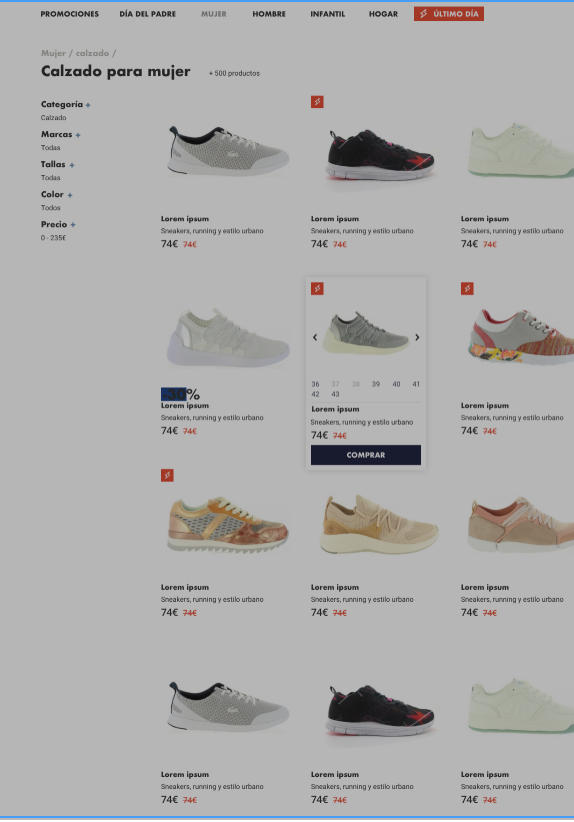 PROMOCIONES DÍA DEL PADRE MUJER HOMBRE INFANTIL HOGAR ÚLTIMO DÍA
Mujer / calzado /
Calzado para mujer + 500 productos
Categoría +
Calzado
Marcas +
Todas
Tallas +
Todas
Color +
Todos
Precio +
0 - 235€
Lorem ipsum Lorem ipsum
Sneakers, running y estilo urbano Sneakers, running y estilo urbano Sneakers, running y estilo urbano
74€ 74€ 74€ 74€ 74€ 74€
-30%
Lorem ipsum
Sneakers, running y estilo urbano
74€ 74€
36 37 38 39 40 41
42 43
Lorem ipsum
Sneakers, running y estilo urbano
74€ 74€
COMPRAR
Lorem ipsum
Sneakers, running y estilo urbano
74€ 74€
Lorem ipsum Lorem ipsum Lorem ipsum
Sneakers, running y estilo urbano Sneakers, running y estilo urbano Sneakers, running y estilo urbano
74€ 74€ 74€ 74€ 74€ 74€
Lorem ipsum Lorem ipsum Lorem ipsum
Sneakers, running y estilo urbano Sneakers, running y estilo urbano Sneakers, running y estilo urbano
74€ 74€ 74€ 74€ 74€ 74€